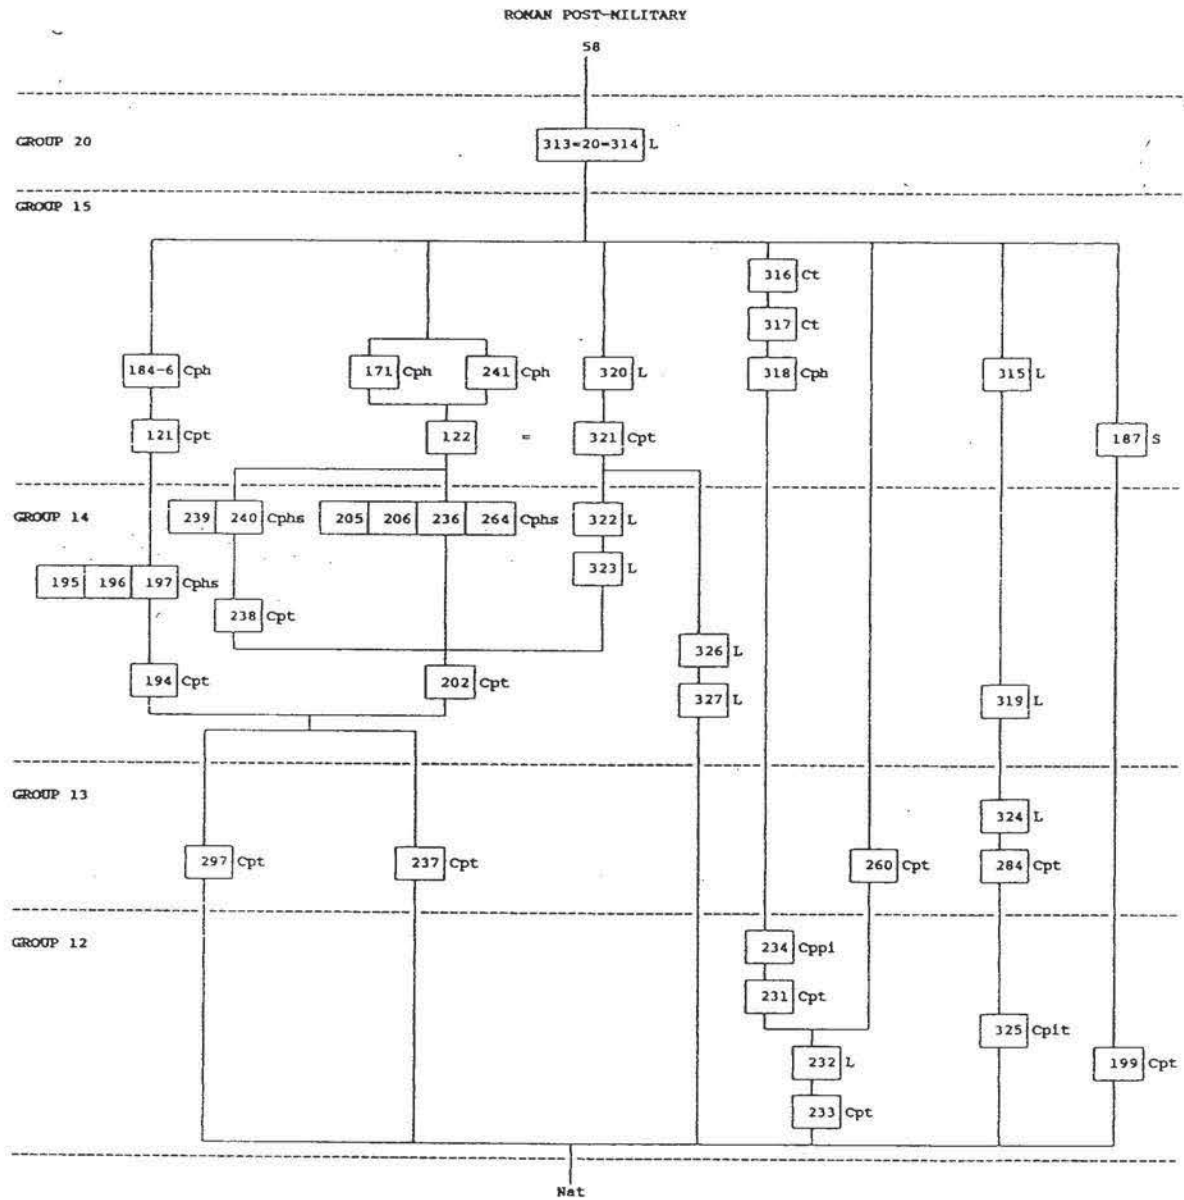 ROMAN POST-MILITARY
58
GROUP 20
313=20=314 L
GROUP 15
316 Ct
317 Ct
184-6 Cph 171 Cph 241 Cph 320 L 318 Cph 315 L
121 Cpt 122 = 321 Cpt 187 S
GROUP 14 239 240 Cphs 205 206 236 264 Cphs 322 L
323 L
195 196 197 Cphs
238 Cpt
326 L
194 Cpt 202 Cpt
327 L 319 L
GROUP 13
324 L
297 Cpt 237 Cpt 260 Cpt 284 Cpt
GROUP 12 234 Cppi
231 Cpt
325 Cpit
232 L 199 Cpt
233 Cpt
Nat